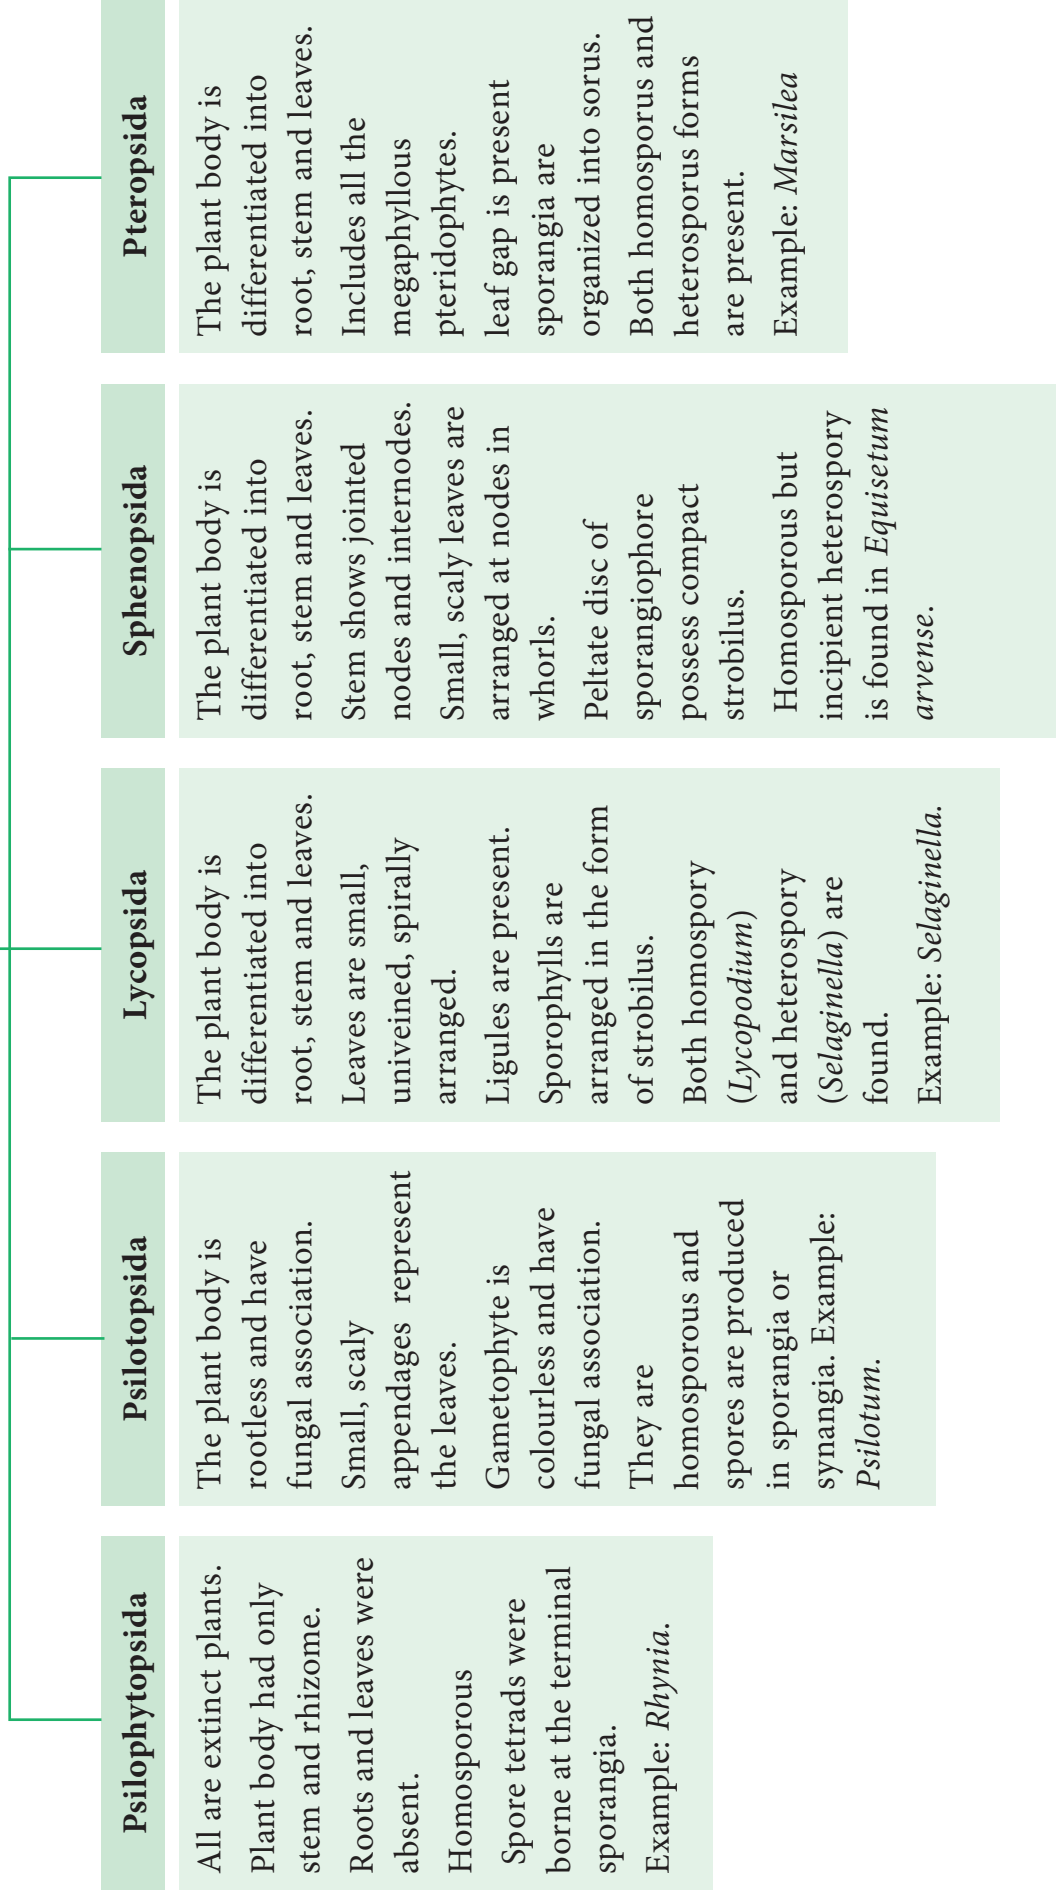 Psilophytopsida
All are extinct plants.
Plant body had only
stem and rhizome.
Roots and leaves were
absent.
Homosporous
Spore tetrads were
borne at the terminal
sporangia.
Example: Rhynia.
Psilotopsida
The plant body is
rootless and have
fungal association.
Small, scaly
appendages represent
the leaves.
Gametophyte is
colourless and have
fungal association.
They are
homosporous and
spores are produced
in sporangia or
synangia. Example:
Psilotum.
Lycopsida
The plant body is
differentiated into
root, stem and leaves.
Leaves are small,
univeined, spirally
arranged.
Ligules are present.
Sporophylls are
arranged in the form
of strobilus.
Both homospory
(Lycopodium)
and heterospory
(Selaginella) are
found.
Example: Selaginella.
Sphenopsida
The plant body is
differentiated into
root, stem and leaves.
Stem shows jointed
nodes and internodes.
Small, scaly leaves are
arranged at nodes in
whorls.
Peltate disc of
sporangiophore
possess compact
strobilus.
Homosporous but
incipient heterospory
is found in Equisetum
arvense.
Pteropsida
The plant body is
differentiated into
root, stem and leaves.
Includes all the
megaphyllous
pteridophytes.
leaf gap is present
sporangia are
organized into sorus.
Both homosporus and
heterosporus forms
are present.
Example: Marsilea